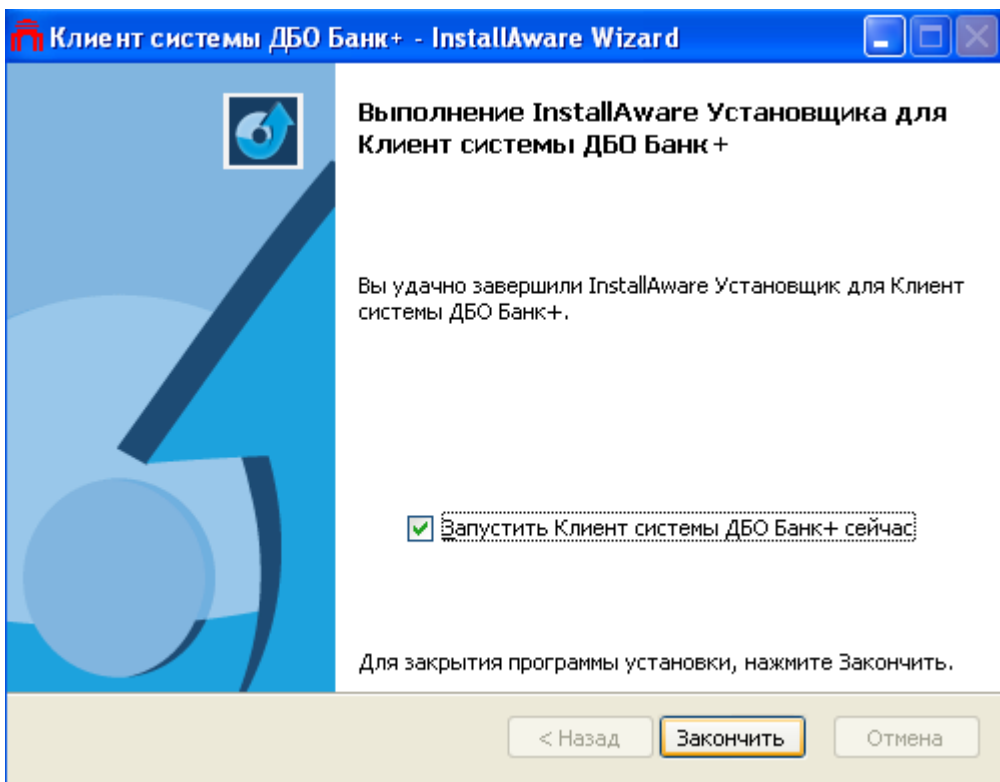 Клиент системы ДБО Банк+ - InstallAware Wizard
Выполнение InstallAware Установщика для
Клиент системы ДБО Банк+
Вы удачно завершили InstallAware Установщик для Клиент
системы ДБО Банк+.
Запустить Клиент системы ДБО Банк+ сейчас
Для закрытия программы установки, нажмите Закончить.
< Назад Закончить Отмена